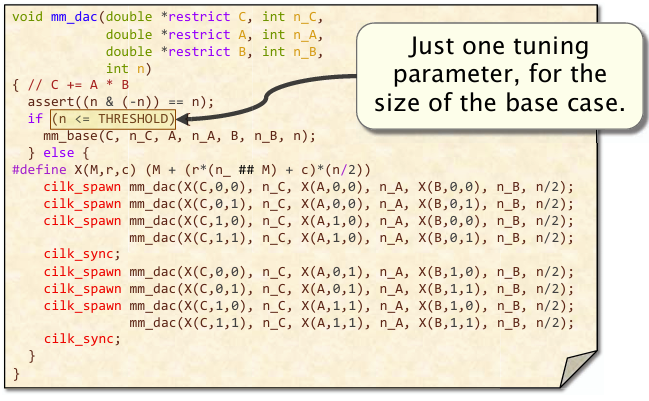 void mm_dac(double *restrict C, int n_C,
            double *restrict A, int n_A,
            double *restrict B, int n_B,
            int n)
{ // C += A * B
  assert((n & (-n)) == n);
  if (n <= THRESHOLD)
    mm_base(C, n_C, A, n_A, B, n_B, n);
  } else {
#define X(M,r,c) (M + (r*(n_ ## M) + c)*(n/2))
    cilk_spawn mm_dac(X(C,0,0), n_C, X(A,0,0), n_A, X(B,0,0), n_B, n/2);
    cilk_spawn mm_dac(X(C,0,1), n_C, X(A,0,0), n_A, X(B,0,1), n_B, n/2);
    cilk_spawn mm_dac(X(C,1,0), n_C, X(A,1,0), n_A, X(B,0,0), n_B, n/2);
               mm_dac(X(C,1,1), n_C, X(A,1,0), n_A, X(B,0,1), n_B, n/2);
    cilk_sync;
    cilk_spawn mm_dac(X(C,0,0), n_C, X(A,0,1), n_A, X(B,1,0), n_B, n/2);
    cilk_spawn mm_dac(X(C,0,1), n_C, X(A,0,1), n_A, X(B,1,1), n_B, n/2);
    cilk_spawn mm_dac(X(C,1,0), n_C, X(A,1,1), n_A, X(B,1,0), n_B, n/2);
               mm_dac(X(C,1,1), n_C, X(A,1,1), n_A, X(B,1,1), n_B, n/2);
    cilk_sync;
  }
}
Just one tuning
parameter, for the
size of the base case.